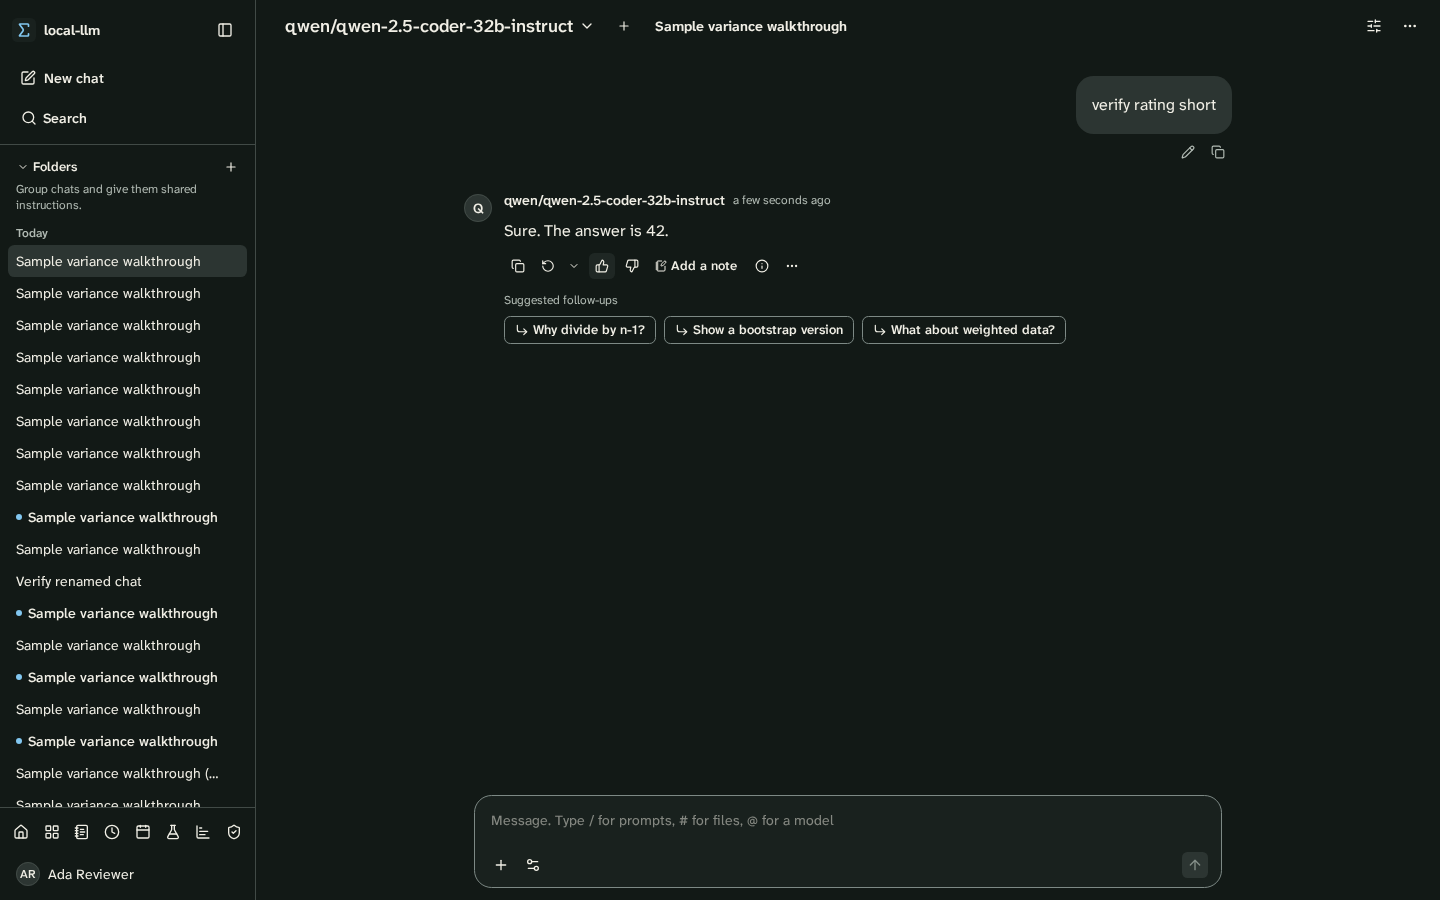 local-llm
New chat
Search
Folders
Group chats and give them shared
instructions.
Today
Sample variance walkthrough
Sample variance walkthrough
Sample variance walkthrough
Sample variance walkthrough
Sample variance walkthrough
Sample variance walkthrough
Sample variance walkthrough
Sample variance walkthrough
Sample variance walkthrough
Sample variance walkthrough
Verify renamed chat
Sample variance walkthrough
Sample variance walkthrough
Sample variance walkthrough
Sample variance walkthrough
Sample variance walkthrough
Sample variance walkthrough (...
Sample variance walkthrough
AR Ada Reviewer
qwen/qwen-2.5-coder-32b-instruct
Sample variance walkthrough
verify rating short
Q qwen/qwen-2.5-coder-32b-instruct a few seconds ago
Sure. The answer is 42.
Add a note
Suggested follow-ups
Why divide by n-1? Show a bootstrap version What about weighted data?
Message. Type / for prompts, # for files, @ for a model